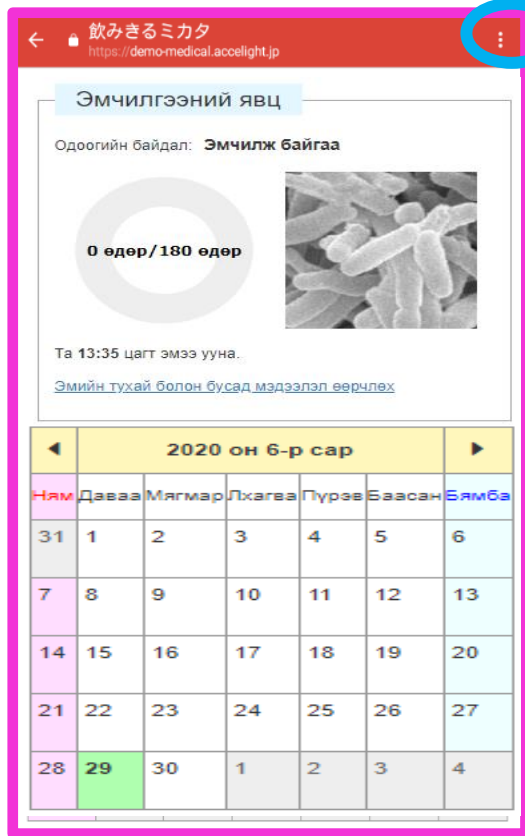 飲みきるミカタ
https://demo-medical.accelight.jp
Эмчилгээний явц
Одоогийн байдал: Эмчилж байгаа
0 өдөр/180 өдөр
Та 13:35 цагт эмээ ууна.
Эмийн тухай болон бусад мэдээлэл өөрчлөх
2020 он 6-р сар
Ням Даваа Мягмар Лхагва Пүрэв Баасан Бямба
31 1 2 3 4 5 6
7 8 9 10 11 12 13
14 15 16 17 18 19 20
21 22 23 24 25 26 27
28 29 30 1 2 3 4